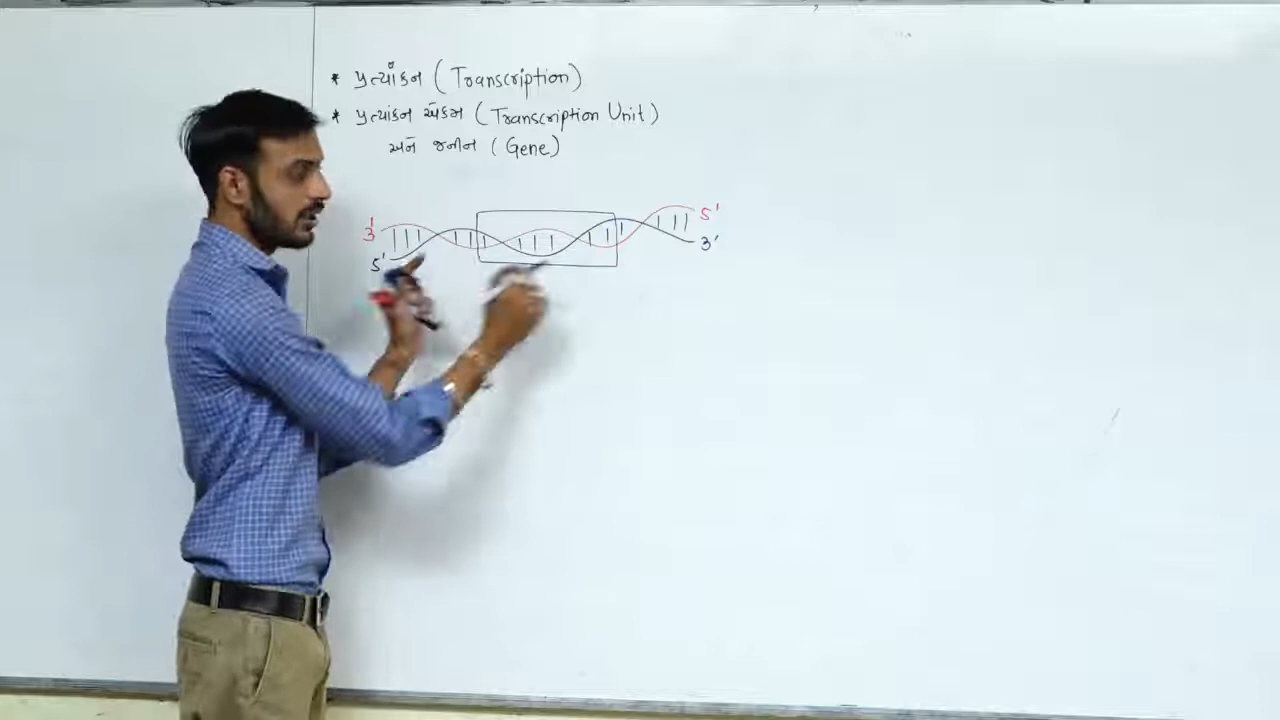 * પ્રત્યાંકન (Transcription)
* પ્રત્યાંકન એકમ (Transcription Unit)
અને જનીન (Gene)
3' 5'
5' 3'